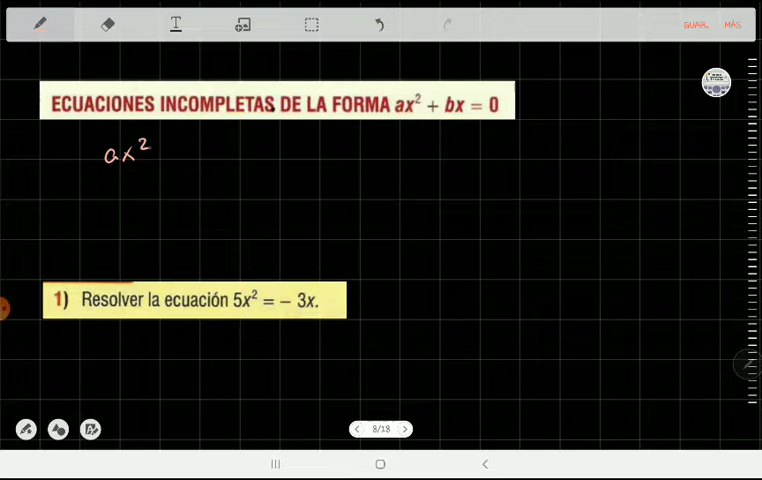 T
GUAR. MÁS
ECUACIONES INCOMPLETAS DE LA FORMA ax² + bx = 0
ax²
1) Resolver la ecuación 5x² = − 3x.
8/18